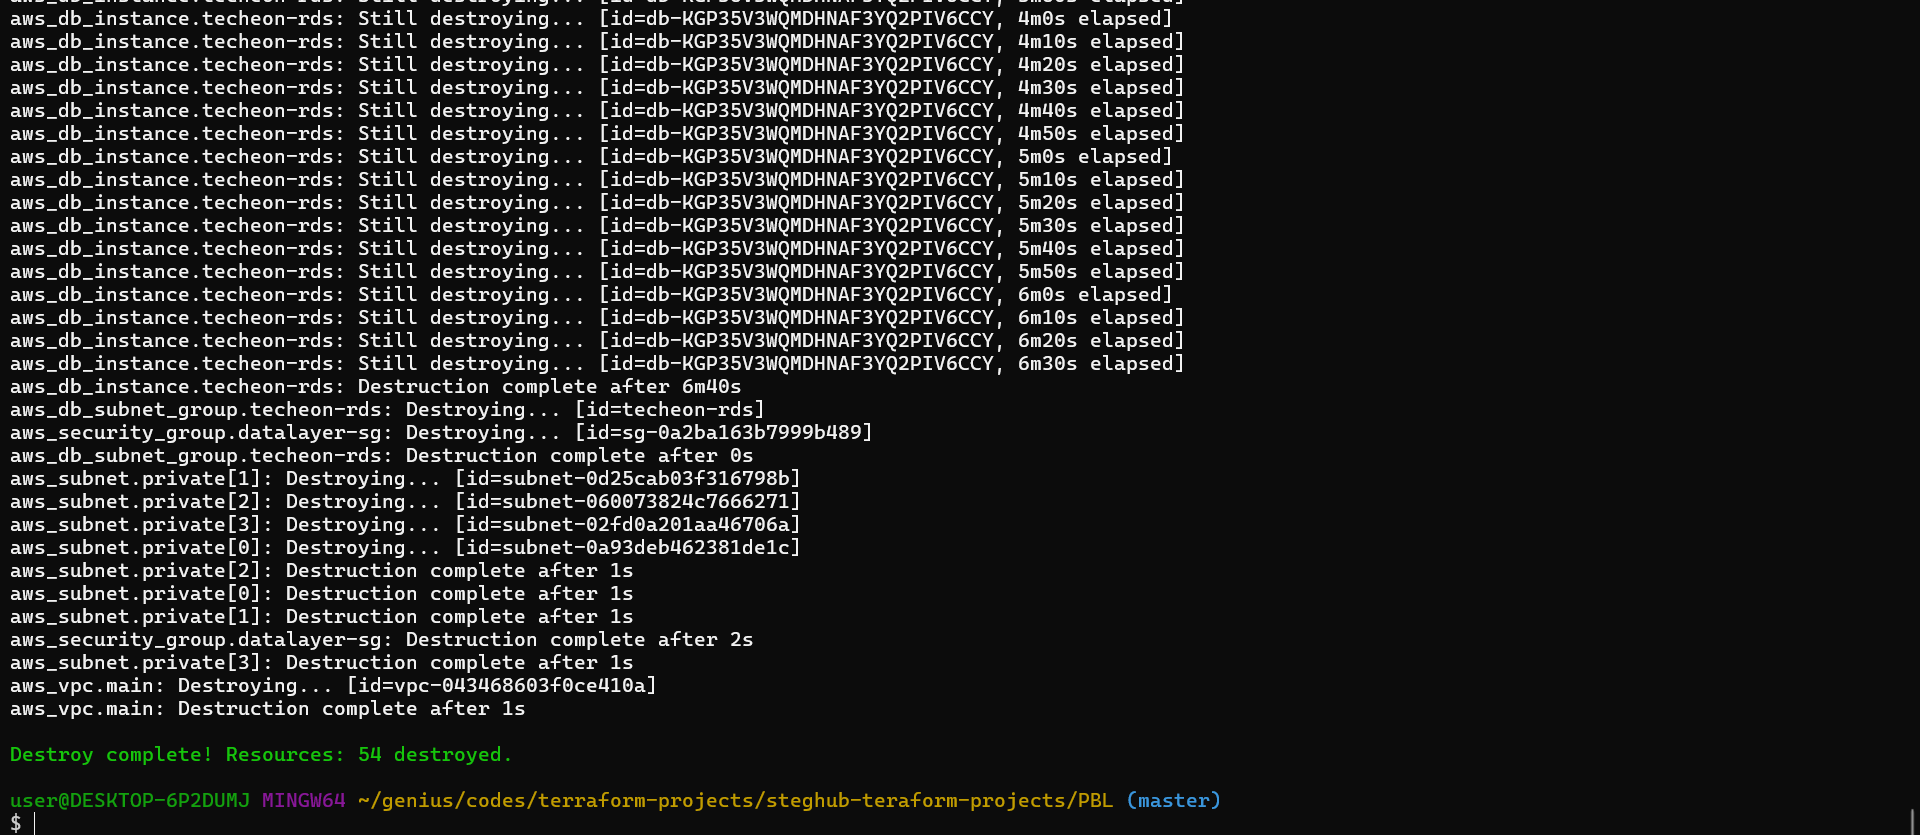 aws_db_instance.techeon-rds: Still destroying... [id=db-KGP35V3WQMDHNAF3YQ2PIV6CCY, 4m0s elapsed]
aws_db_instance.techeon-rds: Still destroying... [id=db-KGP35V3WQMDHNAF3YQ2PIV6CCY, 4m10s elapsed]
aws_db_instance.techeon-rds: Still destroying... [id=db-KGP35V3WQMDHNAF3YQ2PIV6CCY, 4m20s elapsed]
aws_db_instance.techeon-rds: Still destroying... [id=db-KGP35V3WQMDHNAF3YQ2PIV6CCY, 4m30s elapsed]
aws_db_instance.techeon-rds: Still destroying... [id=db-KGP35V3WQMDHNAF3YQ2PIV6CCY, 4m40s elapsed]
aws_db_instance.techeon-rds: Still destroying... [id=db-KGP35V3WQMDHNAF3YQ2PIV6CCY, 4m50s elapsed]
aws_db_instance.techeon-rds: Still destroying... [id=db-KGP35V3WQMDHNAF3YQ2PIV6CCY, 5m0s elapsed]
aws_db_instance.techeon-rds: Still destroying... [id=db-KGP35V3WQMDHNAF3YQ2PIV6CCY, 5m10s elapsed]
aws_db_instance.techeon-rds: Still destroying... [id=db-KGP35V3WQMDHNAF3YQ2PIV6CCY, 5m20s elapsed]
aws_db_instance.techeon-rds: Still destroying... [id=db-KGP35V3WQMDHNAF3YQ2PIV6CCY, 5m30s elapsed]
aws_db_instance.techeon-rds: Still destroying... [id=db-KGP35V3WQMDHNAF3YQ2PIV6CCY, 5m40s elapsed]
aws_db_instance.techeon-rds: Still destroying... [id=db-KGP35V3WQMDHNAF3YQ2PIV6CCY, 5m50s elapsed]
aws_db_instance.techeon-rds: Still destroying... [id=db-KGP35V3WQMDHNAF3YQ2PIV6CCY, 6m0s elapsed]
aws_db_instance.techeon-rds: Still destroying... [id=db-KGP35V3WQMDHNAF3YQ2PIV6CCY, 6m10s elapsed]
aws_db_instance.techeon-rds: Still destroying... [id=db-KGP35V3WQMDHNAF3YQ2PIV6CCY, 6m20s elapsed]
aws_db_instance.techeon-rds: Still destroying... [id=db-KGP35V3WQMDHNAF3YQ2PIV6CCY, 6m30s elapsed]
aws_db_instance.techeon-rds: Destruction complete after 6m40s
aws_db_subnet_group.techeon-rds: Destroying... [id=techeon-rds]
aws_security_group.datalayer-sg: Destroying... [id=sg-0a2ba163b7999b489]
aws_db_subnet_group.techeon-rds: Destruction complete after 0s
aws_subnet.private[1]: Destroying... [id=subnet-0d25cab03f316798b]
aws_subnet.private[2]: Destroying... [id=subnet-060073824c7666271]
aws_subnet.private[3]: Destroying... [id=subnet-02fd0a201aa46706a]
aws_subnet.private[0]: Destroying... [id=subnet-0a93deb462381de1c]
aws_subnet.private[2]: Destruction complete after 1s
aws_subnet.private[0]: Destruction complete after 1s
aws_subnet.private[1]: Destruction complete after 1s
aws_security_group.datalayer-sg: Destruction complete after 2s
aws_subnet.private[3]: Destruction complete after 1s
aws_vpc.main: Destroying... [id=vpc-043468603f0ce410a]
aws_vpc.main: Destruction complete after 1s
Destroy complete! Resources: 54 destroyed.
user@DESKTOP-6P2DUMJ MINGW64 ~/genius/codes/terraform-projects/steghub-teraform-projects/PBL (master)
$